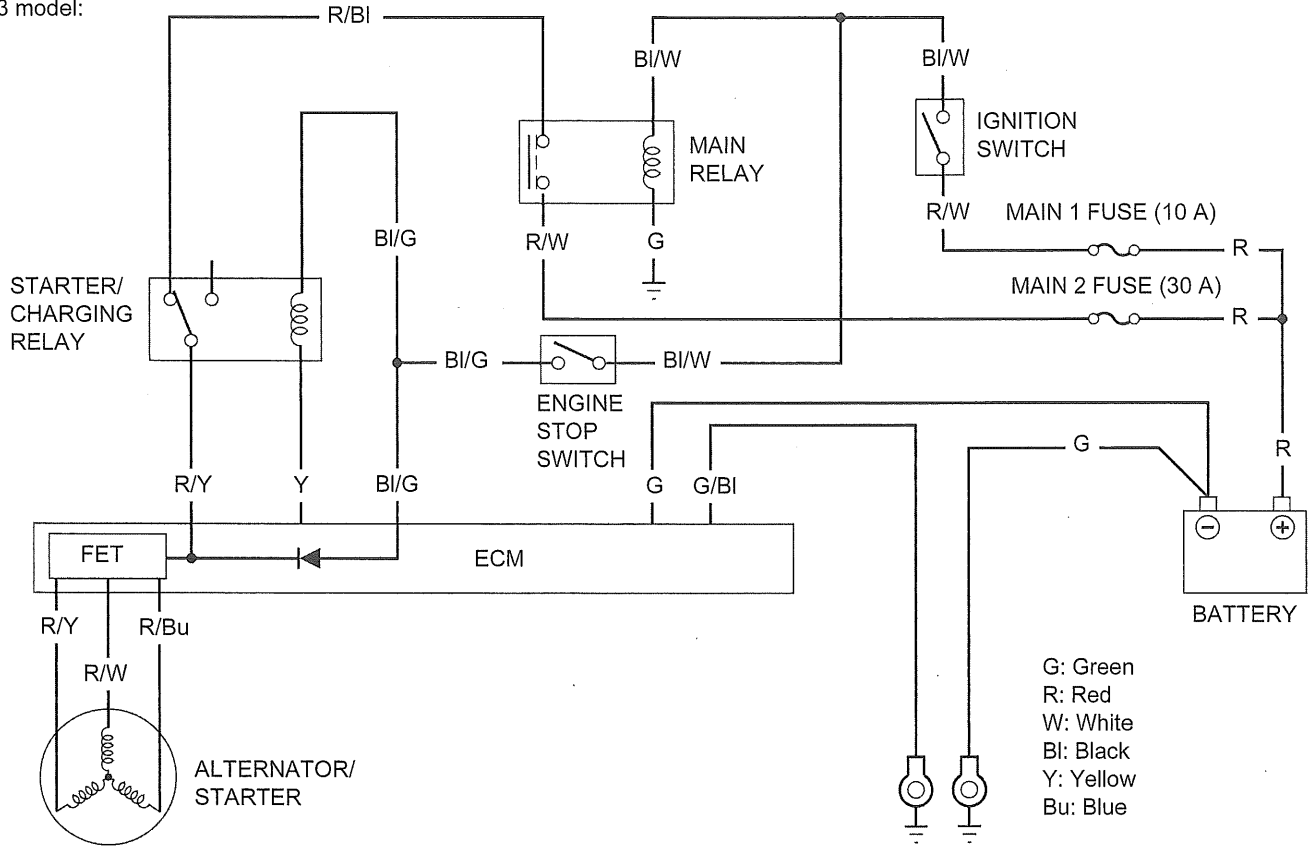 3 model:
R/Bl
Bl/W
Bl/W
IGNITION
SWITCH
MAIN
RELAY
R/W
G
R/W
MAIN 1 FUSE (10 A)
R
Bl/G
STARTER/
CHARGING
RELAY
MAIN 2 FUSE (30 A)
R
Bl/G
Bl/W
ENGINE
STOP
SWITCH
G
R
R/Y
Y
Bl/G
G
G/Bl
FET
ECM
BATTERY
R/Y
R/Bu
R/W
ALTERNATOR/
STARTER
G: Green
R: Red
W: White
Bl: Black
Y: Yellow
Bu: Blue